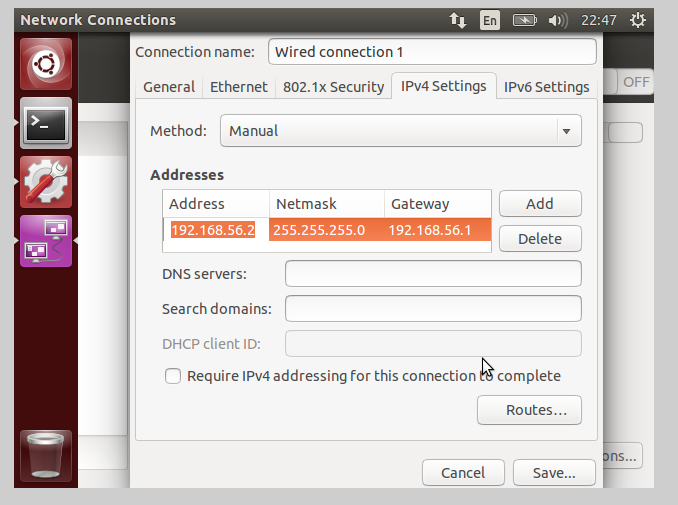 Network Connections En 22:47
Connection name: Wired connection 1
OFF
General Ethernet 802.1x Security IPv4 Settings IPv6 Settings
Method: Manual
Addresses
Address Netmask Gateway Add
192.168.56.2 255.255.255.0 192.168.56.1
Delete
DNS servers:
Search domains:
DHCP client ID:
Require IPv4 addressing for this connection to complete
Routes…
ons...
Cancel Save...